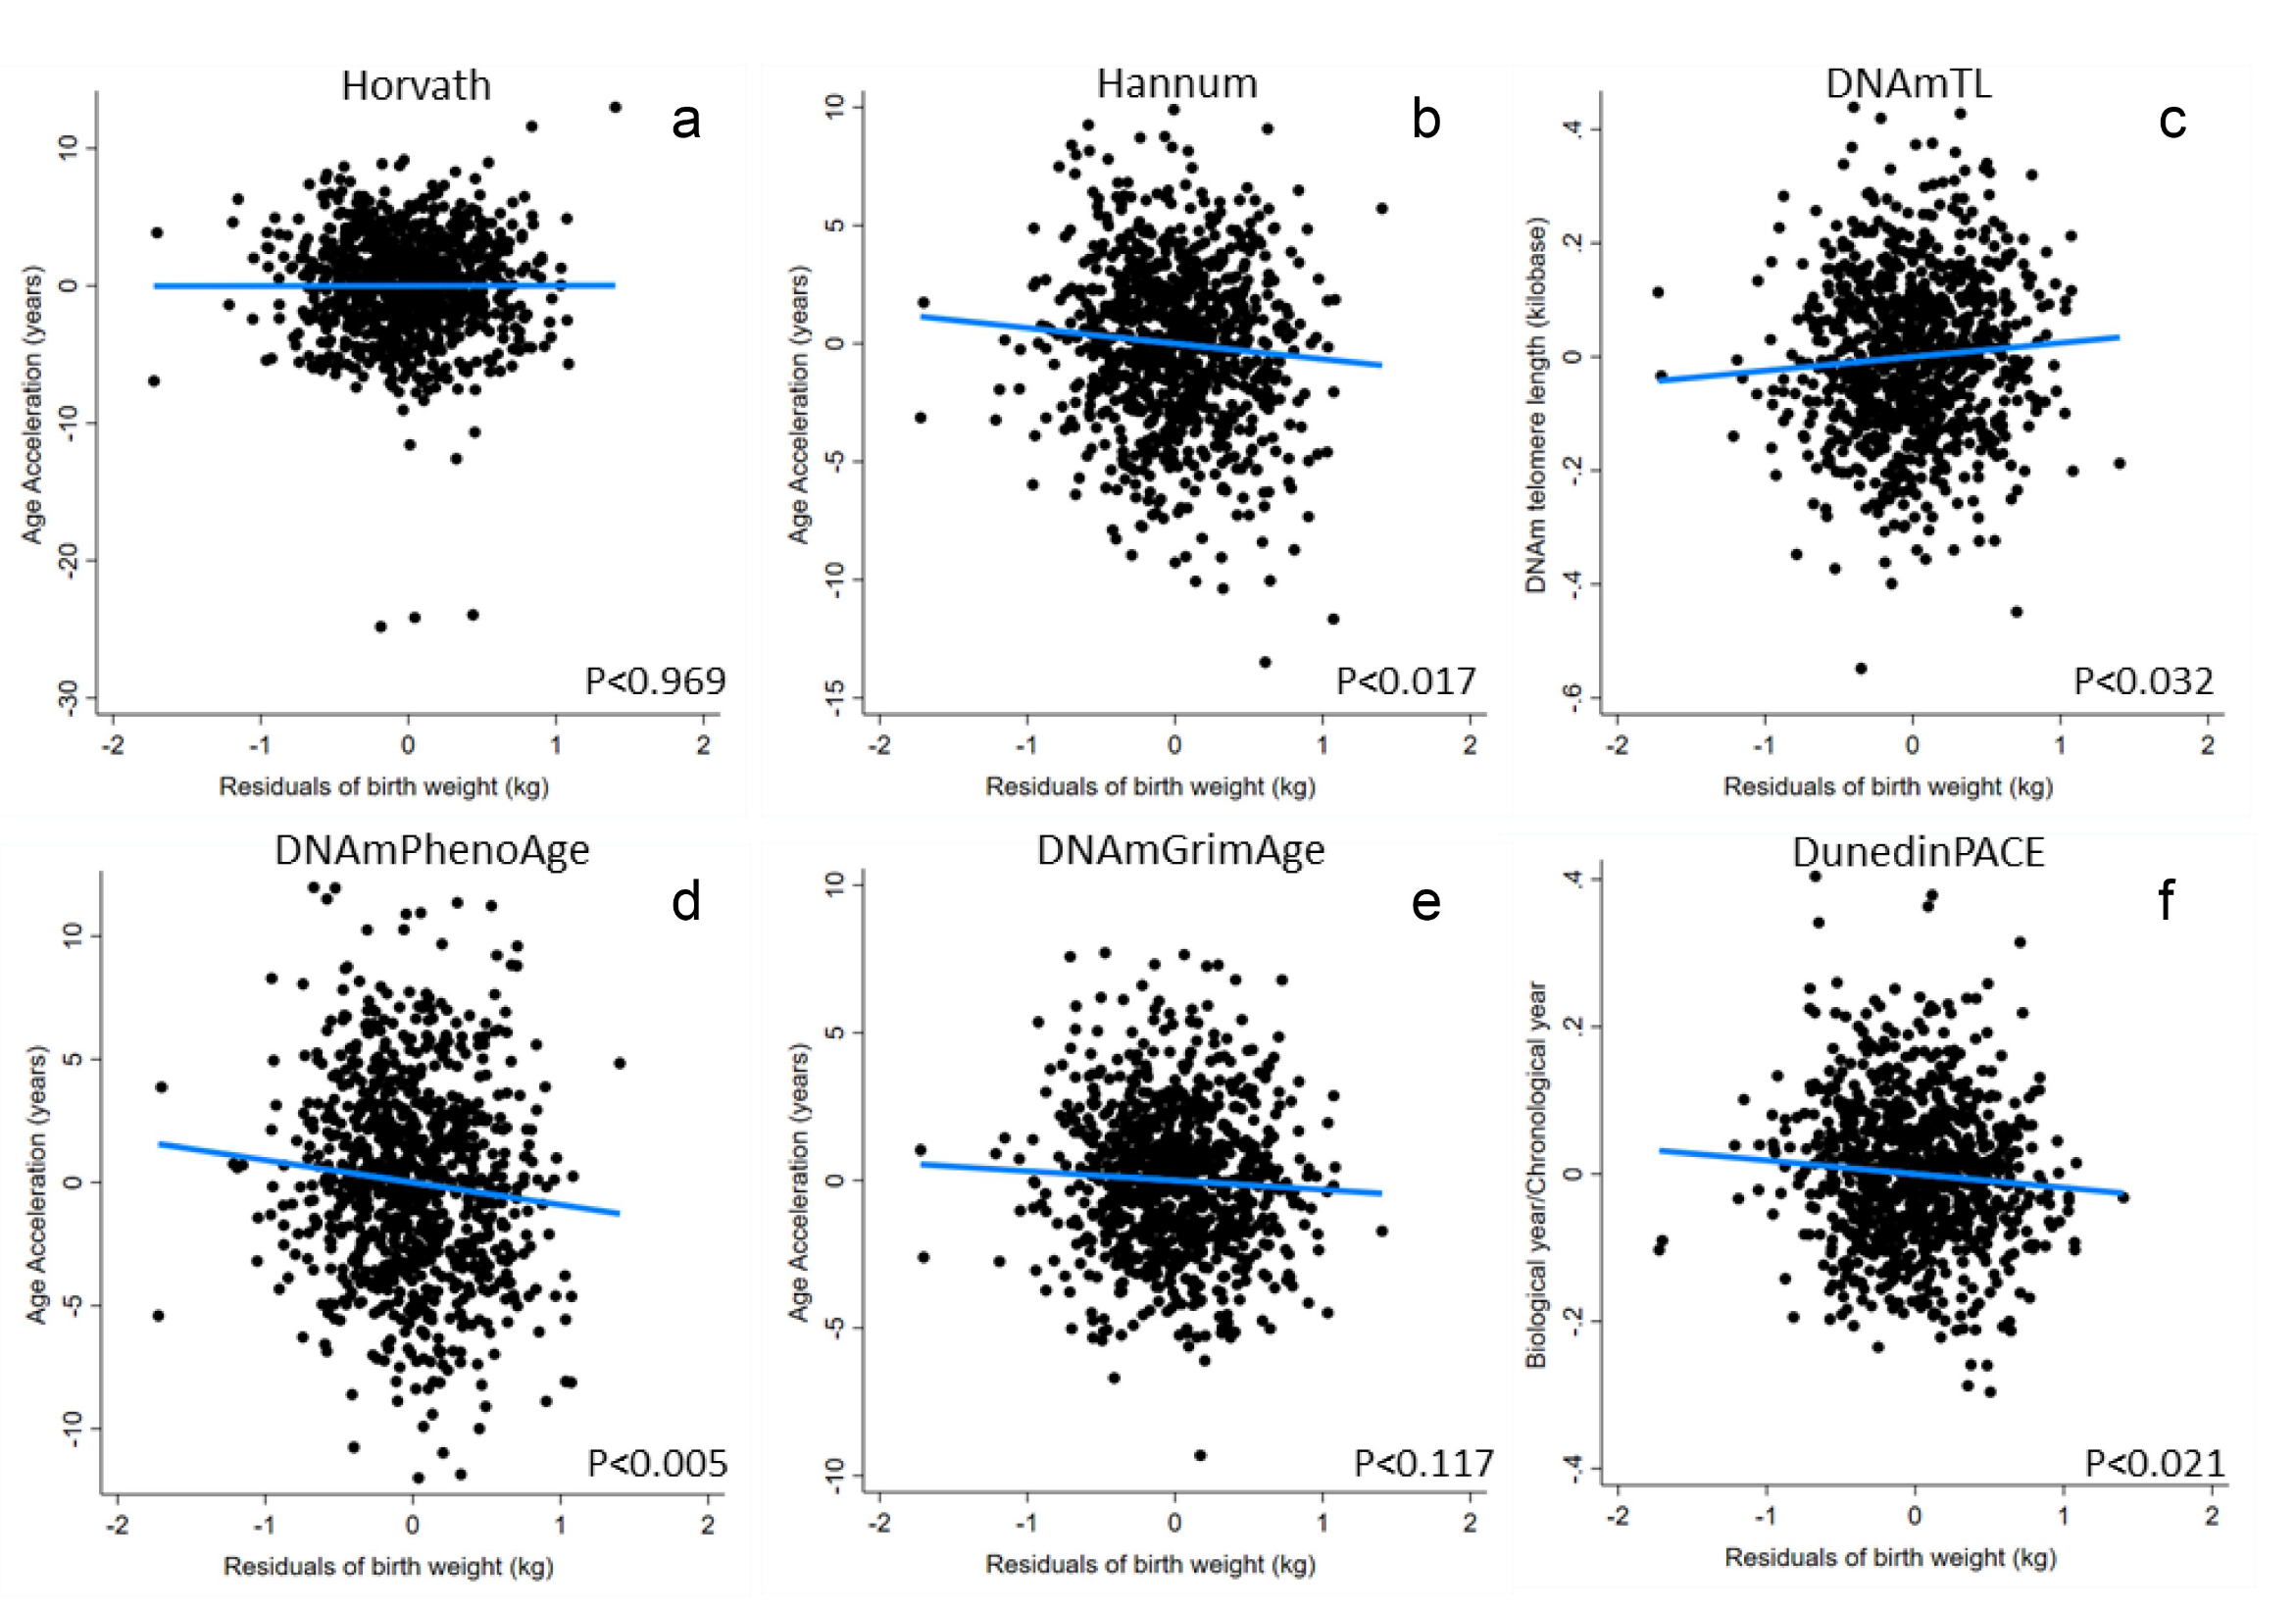 Horvath
a
Age Acceleration (years)
10
0
-10
-20
-30
P<0.969
-2 -1 0 1 2
Residuals of birth weight (kg)
Hannum
b
Age Acceleration (years)
10
5
0
-5
-10
-15
P<0.017
-2 -1 0 1 2
Residuals of birth weight (kg)
DNAmTL
c
DNAm telomere length (kilobase)
.4
.2
0
-.2
-.4
-.6
P<0.032
-2 -1 0 1 2
Residuals of birth weight (kg)
DNAmPhenoAge
d
Age Acceleration (years)
10
5
0
-5
-10
P<0.005
-2 -1 0 1 2
Residuals of birth weight (kg)
DNAmGrimAge
e
Age Acceleration (years)
10
5
0
-5
-10
P<0.117
-2 -1 0 1 2
Residuals of birth weight (kg)
DunedinPACE
f
Biological year/Chronological year
.4
.2
0
-.2
-.4
P<0.021
-2 -1 0 1 2
Residuals of birth weight (kg)